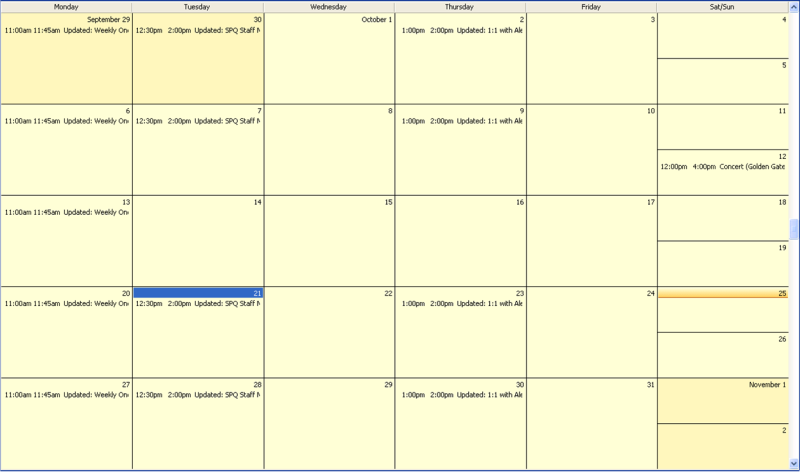 Monday Tuesday Wednesday Thursday Friday Sat/Sun
September 29 30 October 1 2 3 4
11:00am 11:45am Updated: Weekly On 12:30pm 2:00pm Updated: SPQ Staff 1:00pm 2:00pm Updated: 1:1 with Ale
5
6 7 8 9 10 11
11:00am 11:45am Updated: Weekly On 12:30pm 2:00pm Updated: SPQ Staff 1:00pm 2:00pm Updated: 1:1 with Ale
12
12:00pm 4:00pm Concert (Golden Gate
13 14 15 16 17 18
11:00am 11:45am Updated: Weekly On
19
20 21 22 23 24 25
11:00am 11:45am Updated: Weekly On 12:30pm 2:00pm Updated: SPQ Staff 1:00pm 2:00pm Updated: 1:1 with Ale
26
27 28 29 30 31 November 1
11:00am 11:45am Updated: Weekly On 12:30pm 2:00pm Updated: SPQ Staff 1:00pm 2:00pm Updated: 1:1 with Ale
2